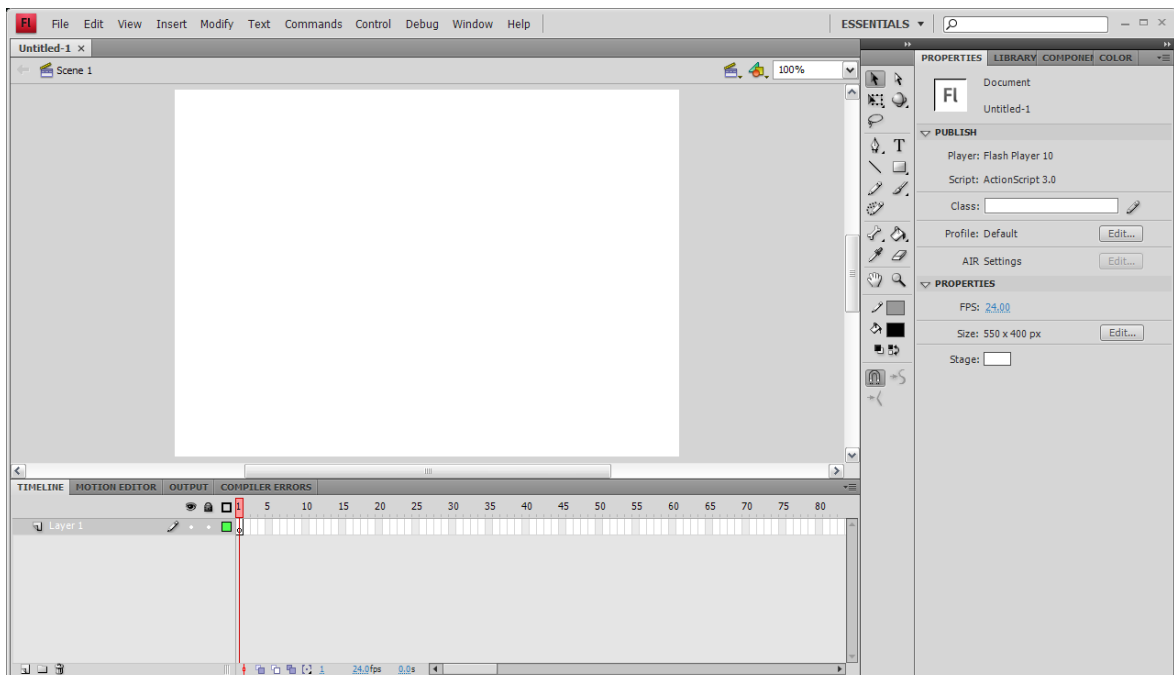 FL File Edit View Insert Modify Text Commands Control Debug Window Help ESSENTIALS
Untitled-1 ×
Scene 1 100%
PROPERTIES LIBRARY COMPONEN COLOR
Fl Document
Untitled-1
PUBLISH
Player: Flash Player 10
Script: ActionScript 3.0
Class:
Profile: Default Edit...
AIR Settings Edit...
PROPERTIES
FPS: 24.00
Size: 550 x 400 px Edit...
Stage:
T
TIMELINE MOTION EDITOR OUTPUT COMPILER ERRORS
1 5 10 15 20 25 30 35 40 45 50 55 60 65 70 75 80
Layer 1
1 24.0fps 0.0s